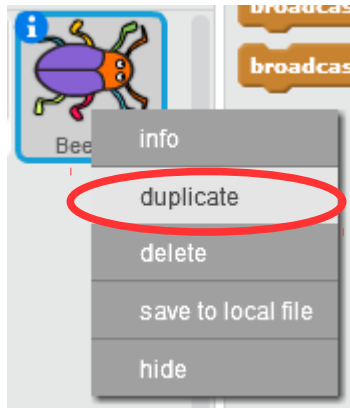 i
broadcas
broadcas
Bee
info
duplicate
delete
save to local file
hide